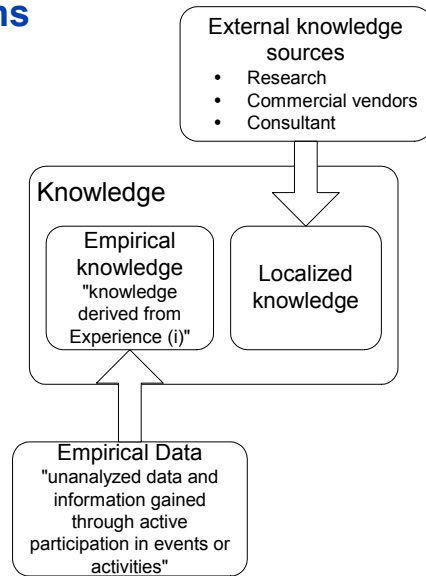 ns
External knowledge
sources
• Research
• Commercial vendors
• Consultant
Knowledge
Empirical
knowledge
"knowledge
derived from
Experience (i)"
Localized
knowledge
Empirical Data
"unanalyzed data and
information gained
through active
participation in events or
activities"